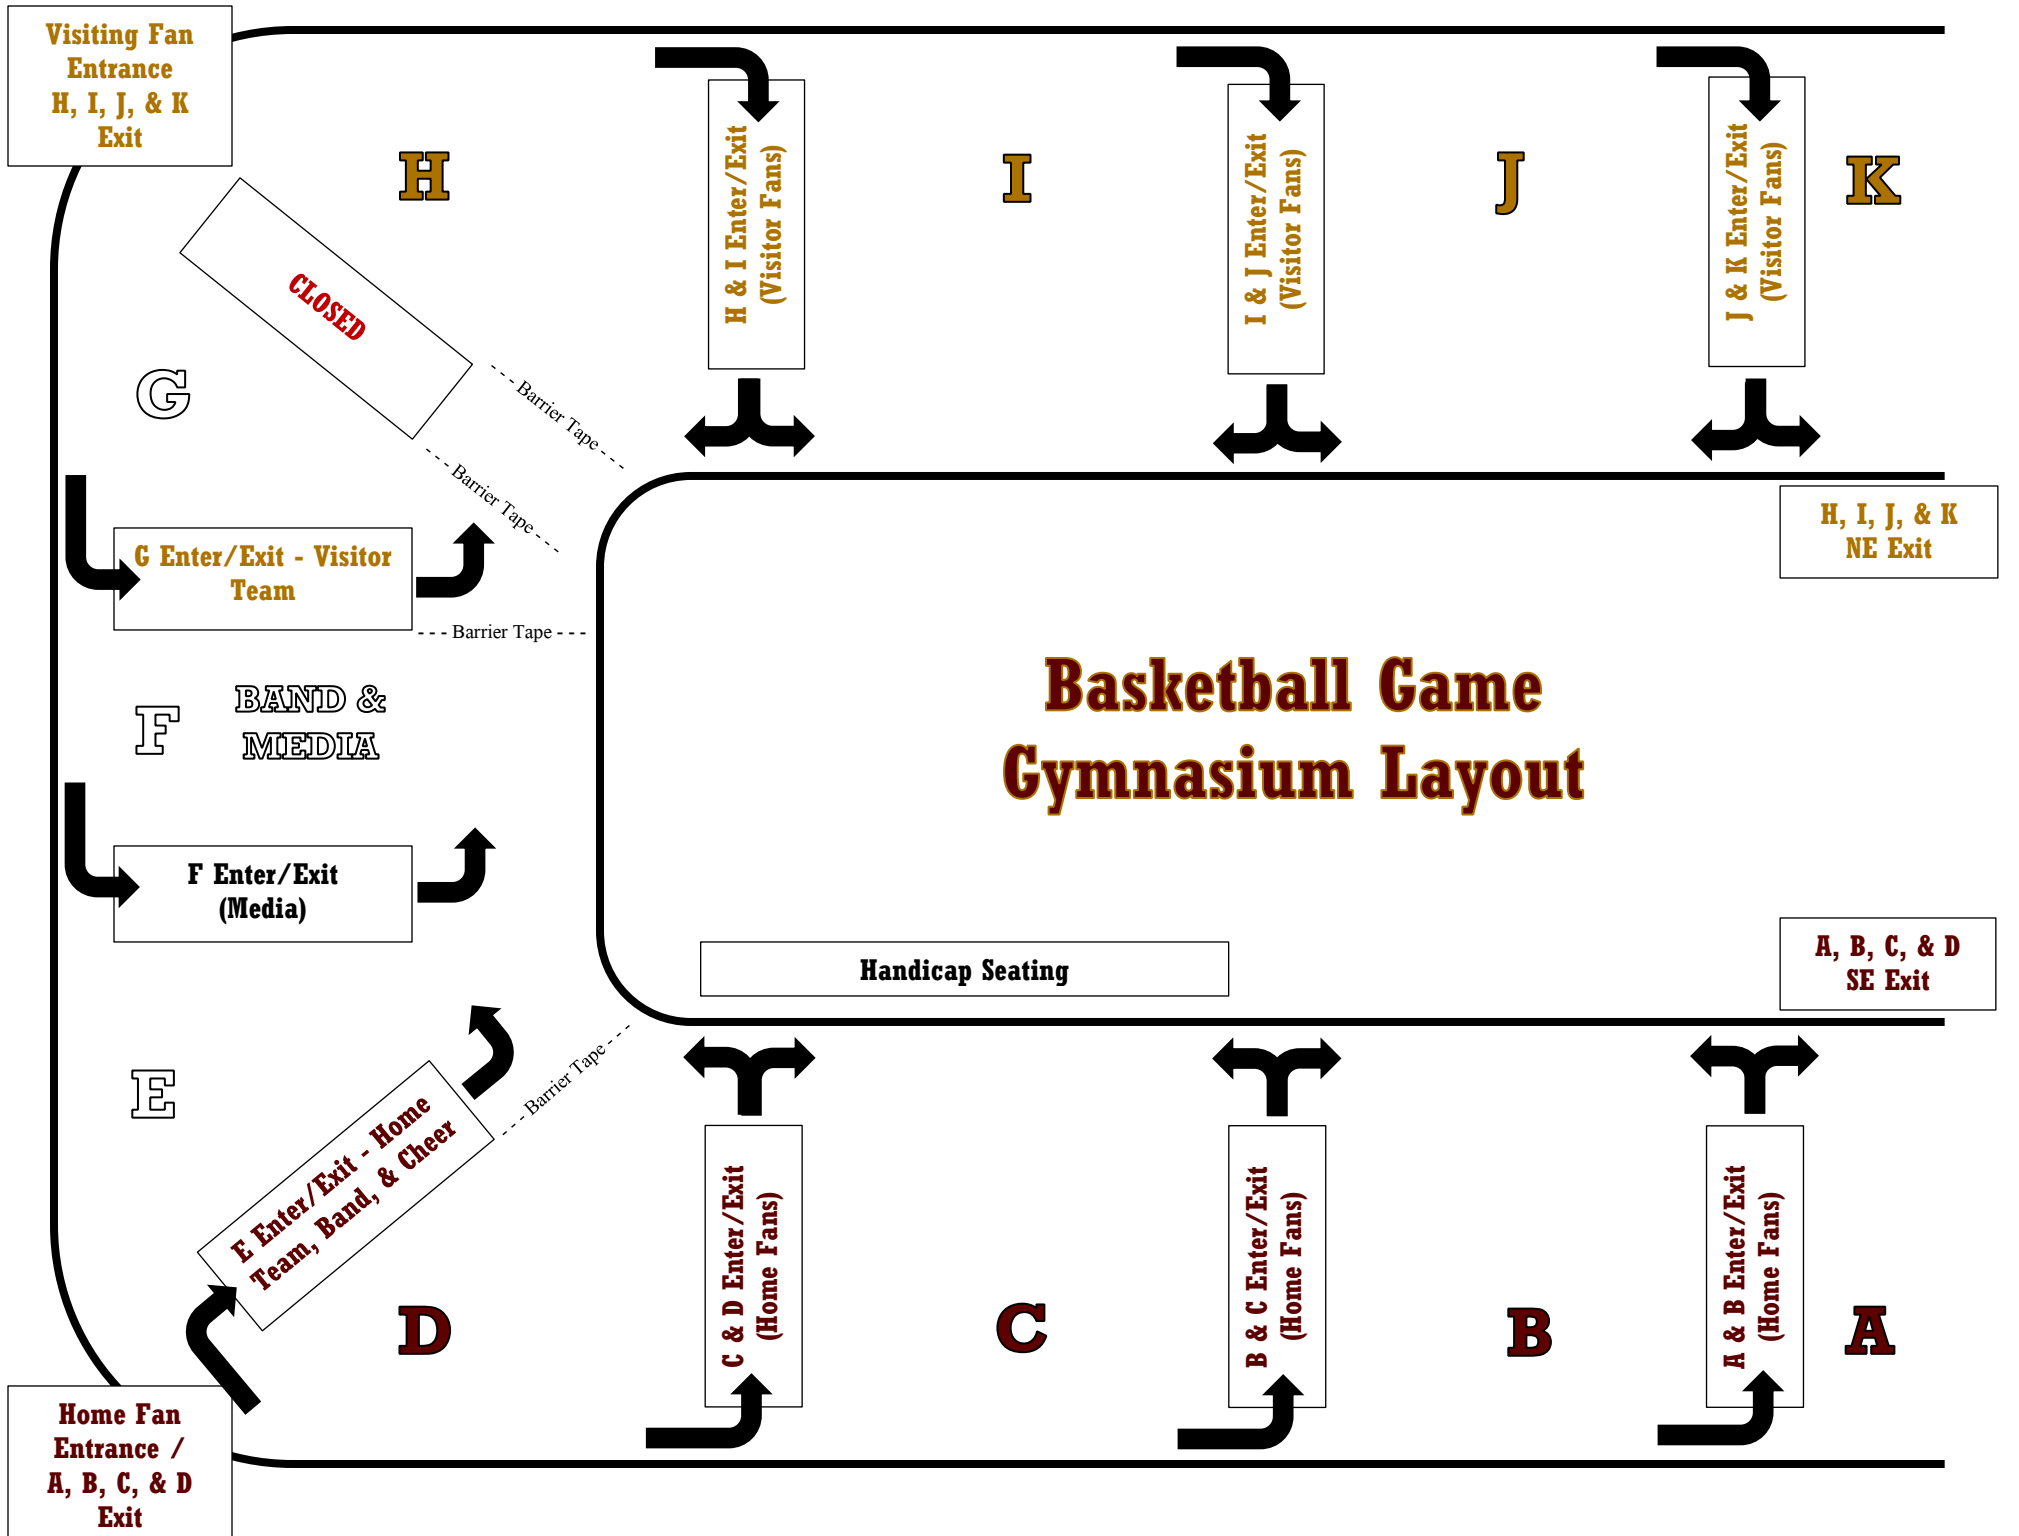 Visiting Fan
Entrance
H, I, J, & K
Exit
H
H & I Enter/Exit
(Visitor Fans)
I
I & J Enter/Exit
(Visitor Fans)
J
J & K Enter/Exit
(Visitor Fans)
K
CLOSED
- - - Barrier Tape - - -
- - - Barrier Tape - - -
G
G Enter/Exit - Visitor
Team
- - - Barrier Tape - - -
H, I, J, & K
NE Exit
F
BAND &
MEDIA
Basketball Game
Gymnasium Layout
F Enter/Exit
(Media)
Handicap Seating
A, B, C, & D
SE Exit
E
E Enter/Exit - Home
Team, Band, & Cheer
- - - Barrier Tape - - -
D
C & D Enter/Exit
(Home Fans)
C
B & C Enter/Exit
(Home Fans)
B
A & B Enter/Exit
(Home Fans)
A
Home Fan
Entrance /
A, B, C, & D
Exit